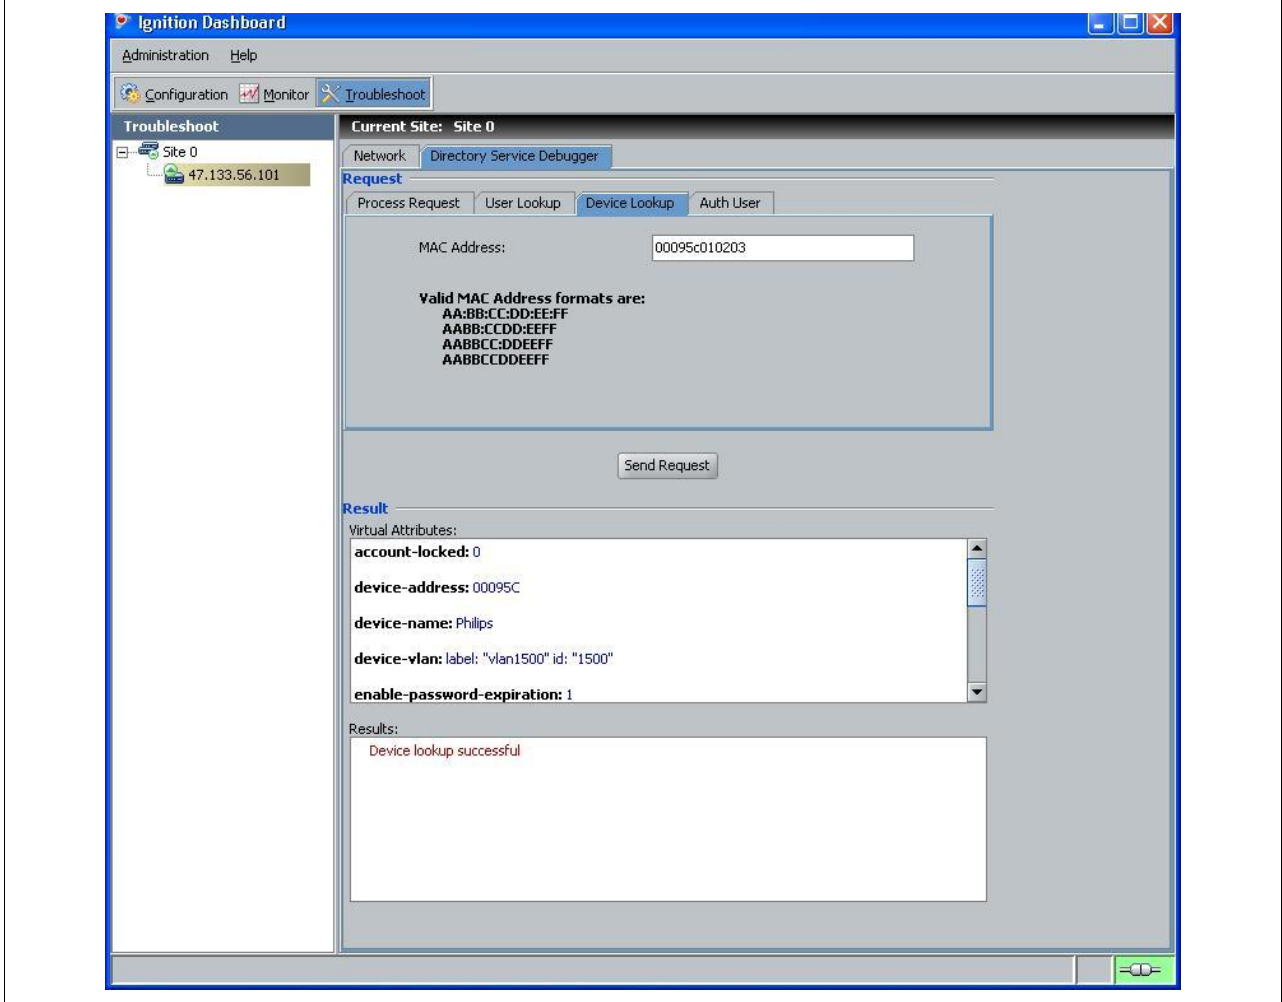 Ignition Dashboard
Administration Help
Configuration Monitor Troubleshoot
Troubleshoot
Site 0
47.133.56.101
Current Site: Site 0
Network Directory Service Debugger
Request
Process Request User Lookup Device Lookup Auth User
MAC Address: 00095c010203
Valid MAC Address formats are:
AA:BB:CC:DD:EE:FF
AABB:CCDD:EEFF
AABBCC:DDEEFF
AABBCCDDEEFF
Send Request
Result
Virtual Attributes:
account-locked: 0
device-address: 00095C
device-name: Philips
device-vlan: label: "vlan1500" id: "1500"
enable-password-expiration: 1
Results:
Device lookup successful